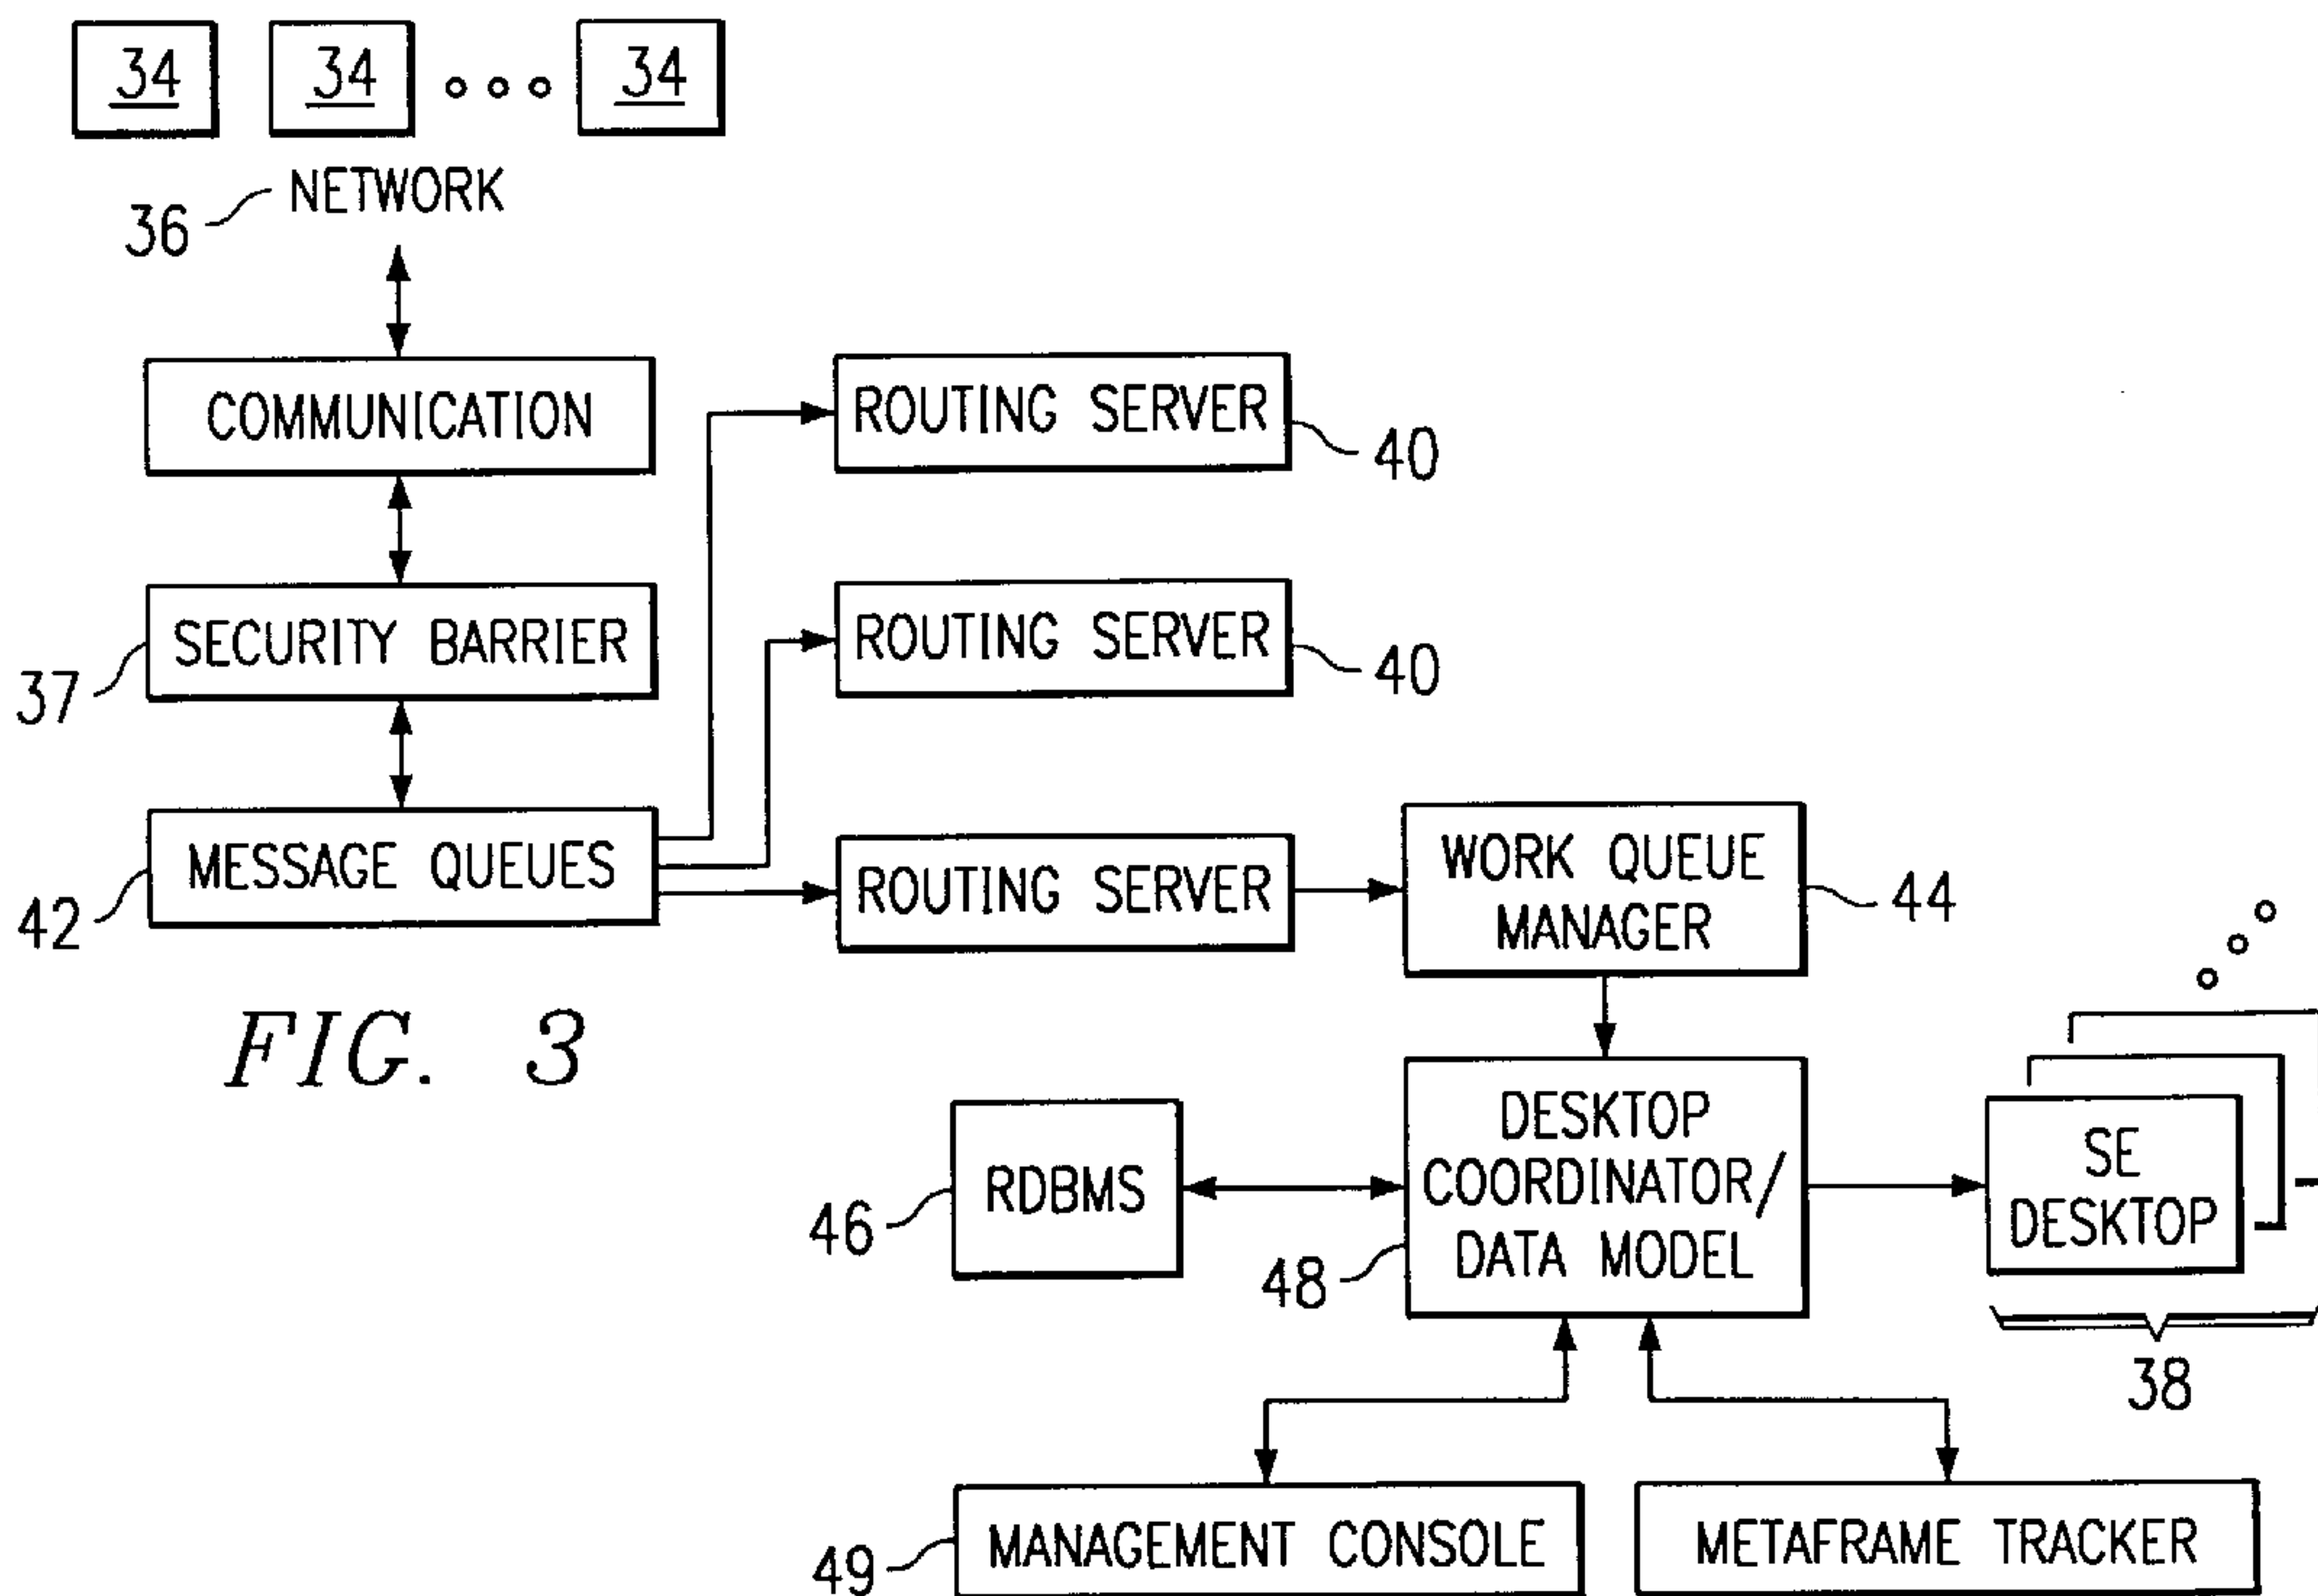 34 34 34
NETWORK
36
COMMUNICATION
ROUTING SERVER
40
SECURITY BARRIER
37
ROUTING SERVER
40
MESSAGE QUEUES
42
ROUTING SERVER
WORK QUEUE
MANAGER
44
FIG. 3
RDBMS
46
DESKTOP
COORDINATOR/
DATA MODEL
48
SE
DESKTOP
38
MANAGEMENT CONSOLE
49
METAFRAME TRACKER